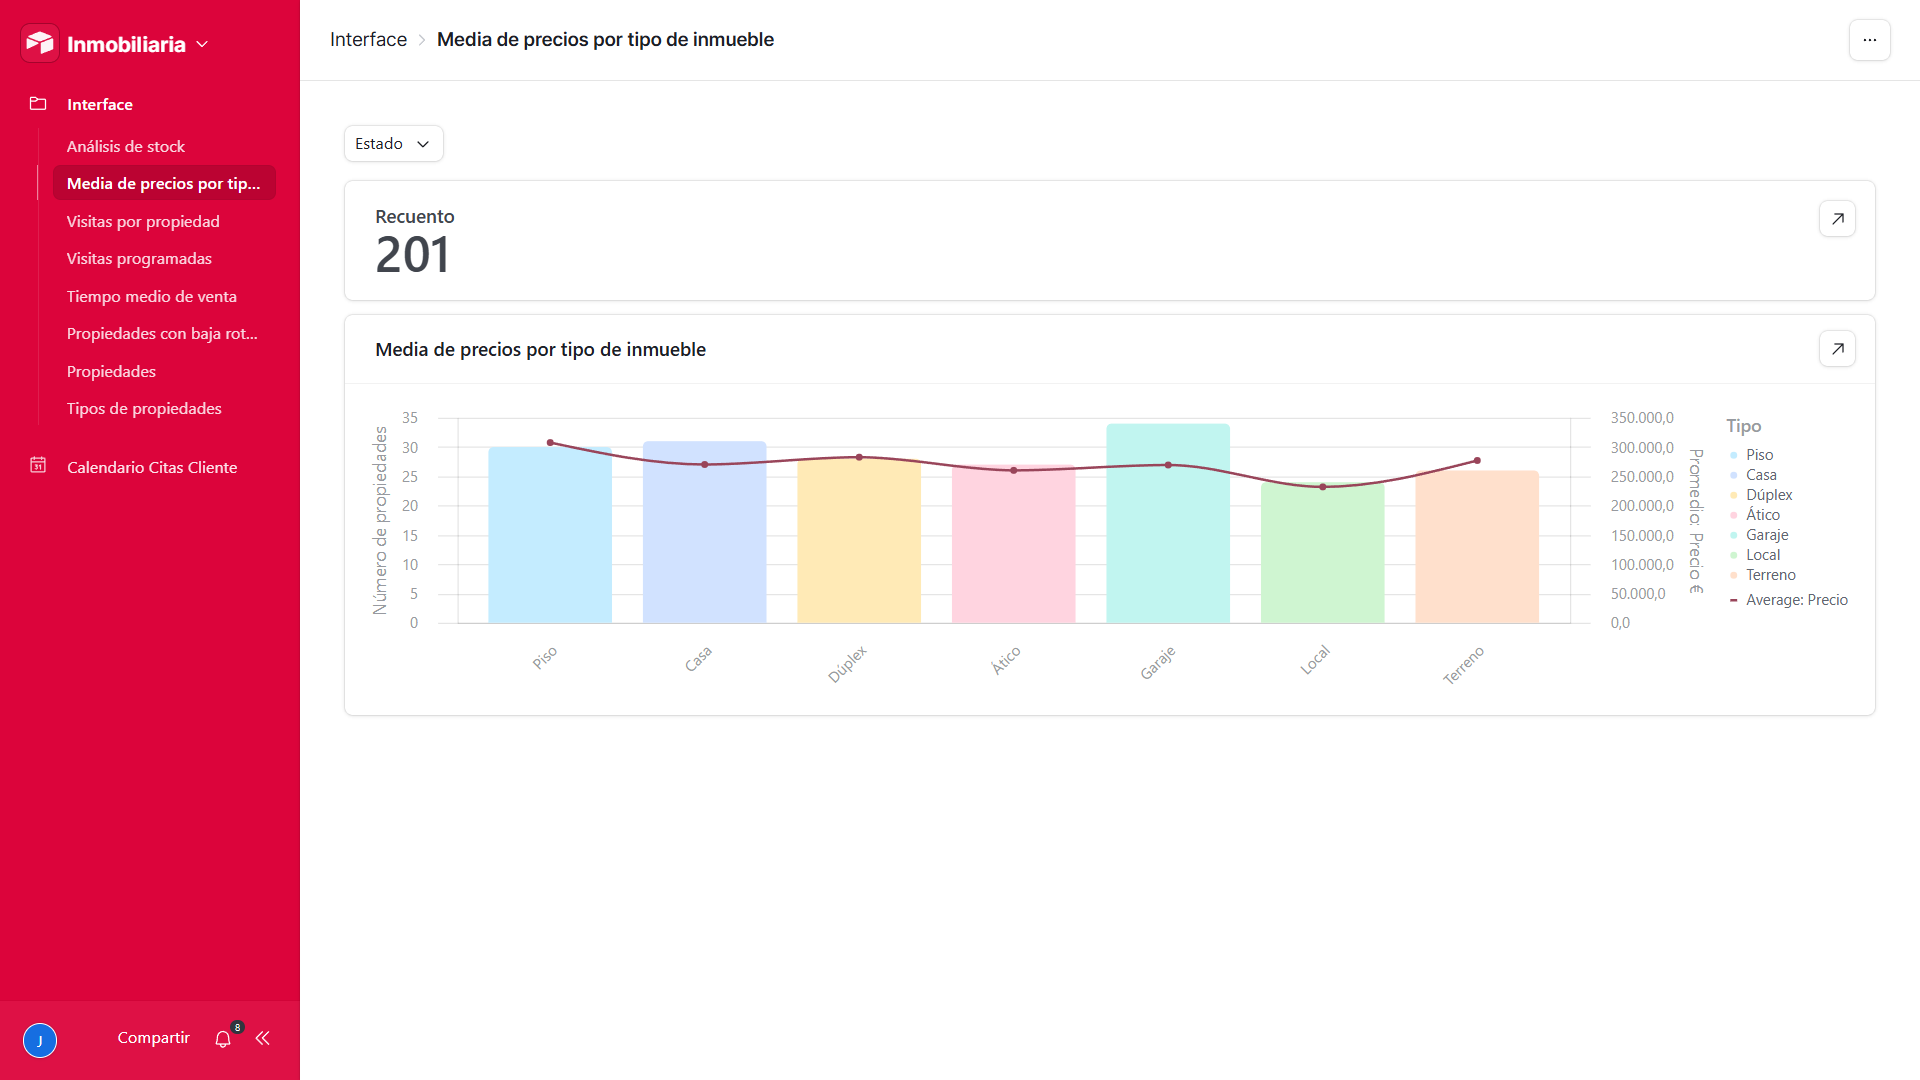 Inmobiliaria
Interface
Análisis de stock
Media de precios por tip...
Visitas por propiedad
Visitas programadas
Tiempo medio de venta
Propiedades con baja rot...
Propiedades
Tipos de propiedades
31
Calendario Citas Cliente
J
Compartir
8
Interface
Media de precios por tipo de inmueble
Estado
Recuento
201
Media de precios por tipo de inmueble
Número de propiedades
35
30
25
20
15
10
5
0
Piso
Casa
Dúplex
Ático
Garaje
Local
Terreno
350.000,0
300.000,0
250.000,0
200.000,0
150.000,0
100.000,0
50.000,0
0,0
Promedio: Precio €
Tipo
Piso
Casa
Dúplex
Ático
Garaje
Local
Terreno
Average: Precio